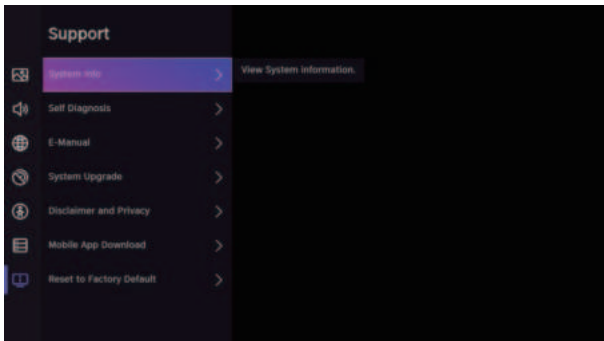 Support
System Info
View System information.
Self Diagnosis
E-Manual
System Upgrade
Disclaimer and Privacy
Mobile App Download
Reset to Factory Default